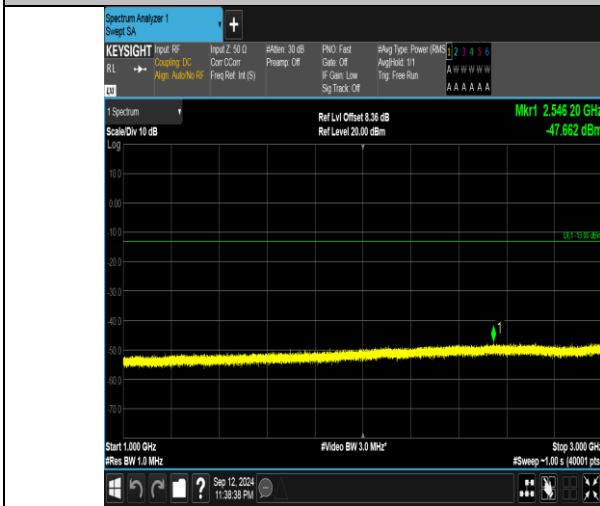 Spectrum Analyzer 1
Swept SA
+
KEYSIGHT Input: RF Input Z: 50 Ω #Atten: 30 dB PNO: Fast #Avg Type: Power (RMS 1 2 3 4 5 6
RL Coupling: DC Corr CCorr Preamp: Off Gate: Off Avg|Hold: 1/1 A W W W W W
Align: Auto/No RF Freq Ref: Int (S) IF Gain: Low Trig: Free Run
Sig Track: Off A A A A A A
1 Spectrum Ref Lvl Offset 8.36 dB Mkr1 2.546 20 GHz
Scale/Div 10 dB Ref Level 20.00 dBm -47.662 dBm
Log
10.0
0.00
-10.0 DL1 -13.00 dBm
-20.0
-30.0
-40.0
1
-50.0
-60.0
-70.0
Start 1.000 GHz #Video BW 3.0 MHz* Stop 3.000 GHz
#Res BW 1.0 MHz #Sweep ~1.00 s (40001 pts
? Sep 12, 2024
11:38:38 PM